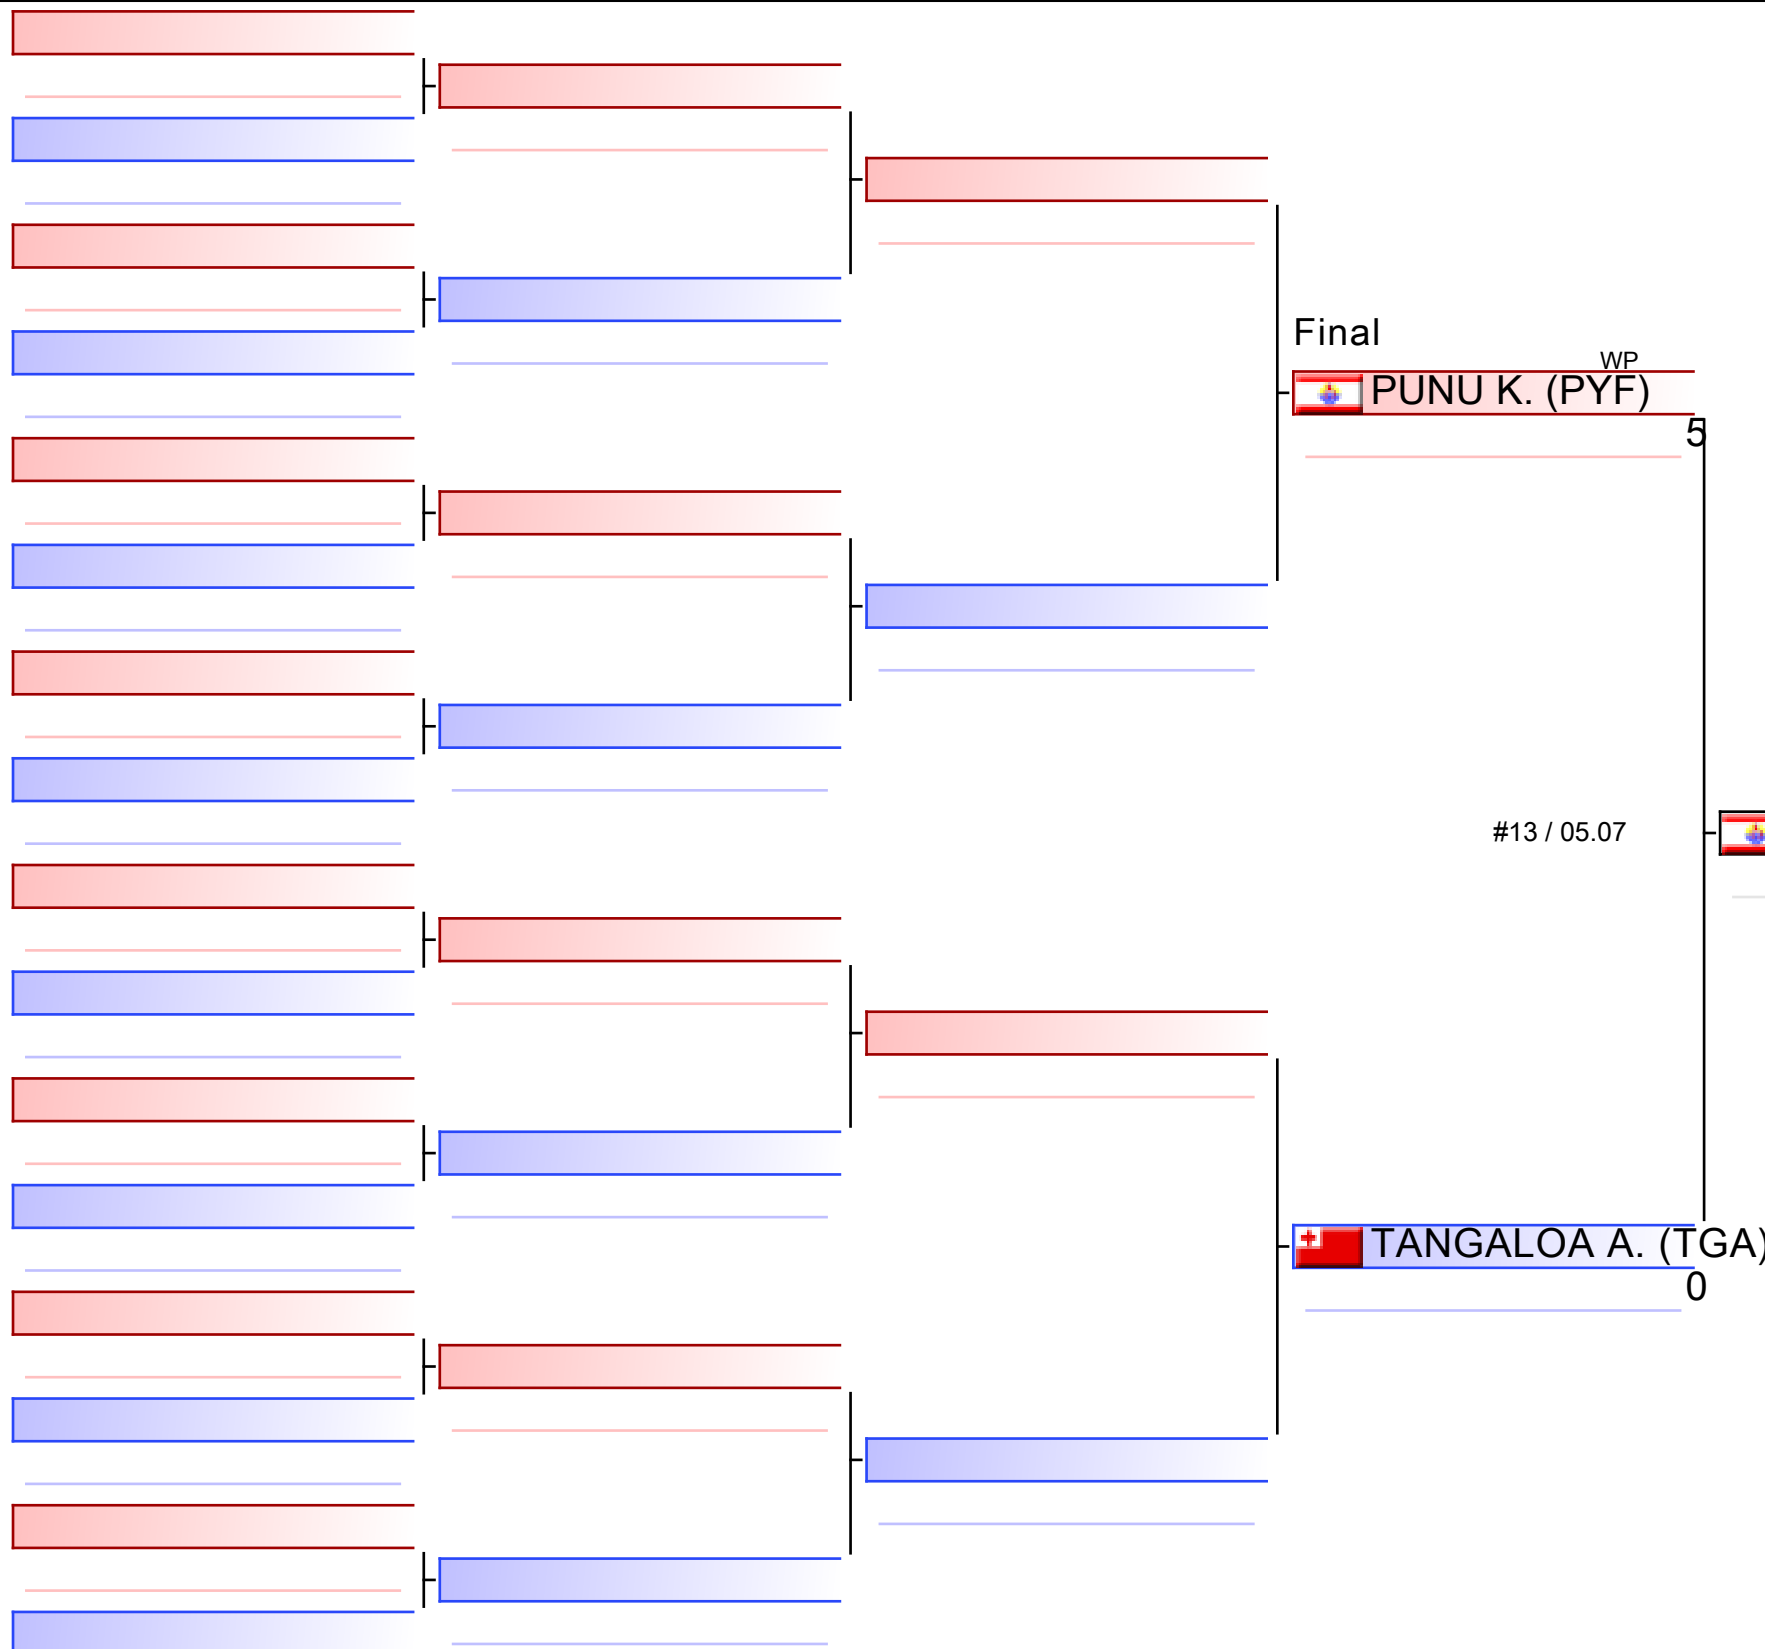 Final
WP
PUNU K. (PYF)
5
#13 / 05.07
TANGALOA A. (TGA)
0